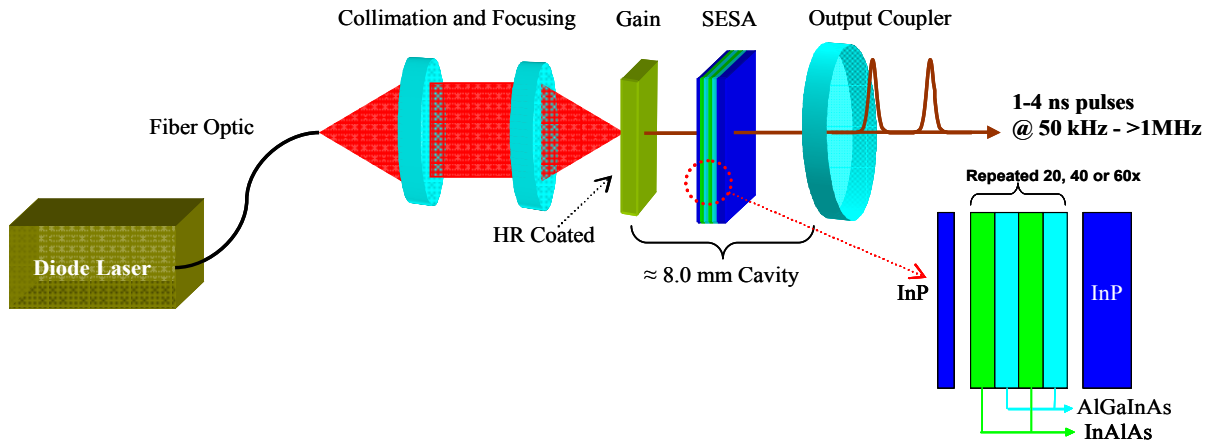 Collimation and Focusing
Gain
SESA
Output Coupler
Fiber Optic
1-4 ns pulses
@ 50 kHz - >1MHz
Repeated 20, 40 or 60x
HR Coated
Diode Laser
≈ 8.0 mm Cavity
InP
InP
AlGaInAs
InAlAs